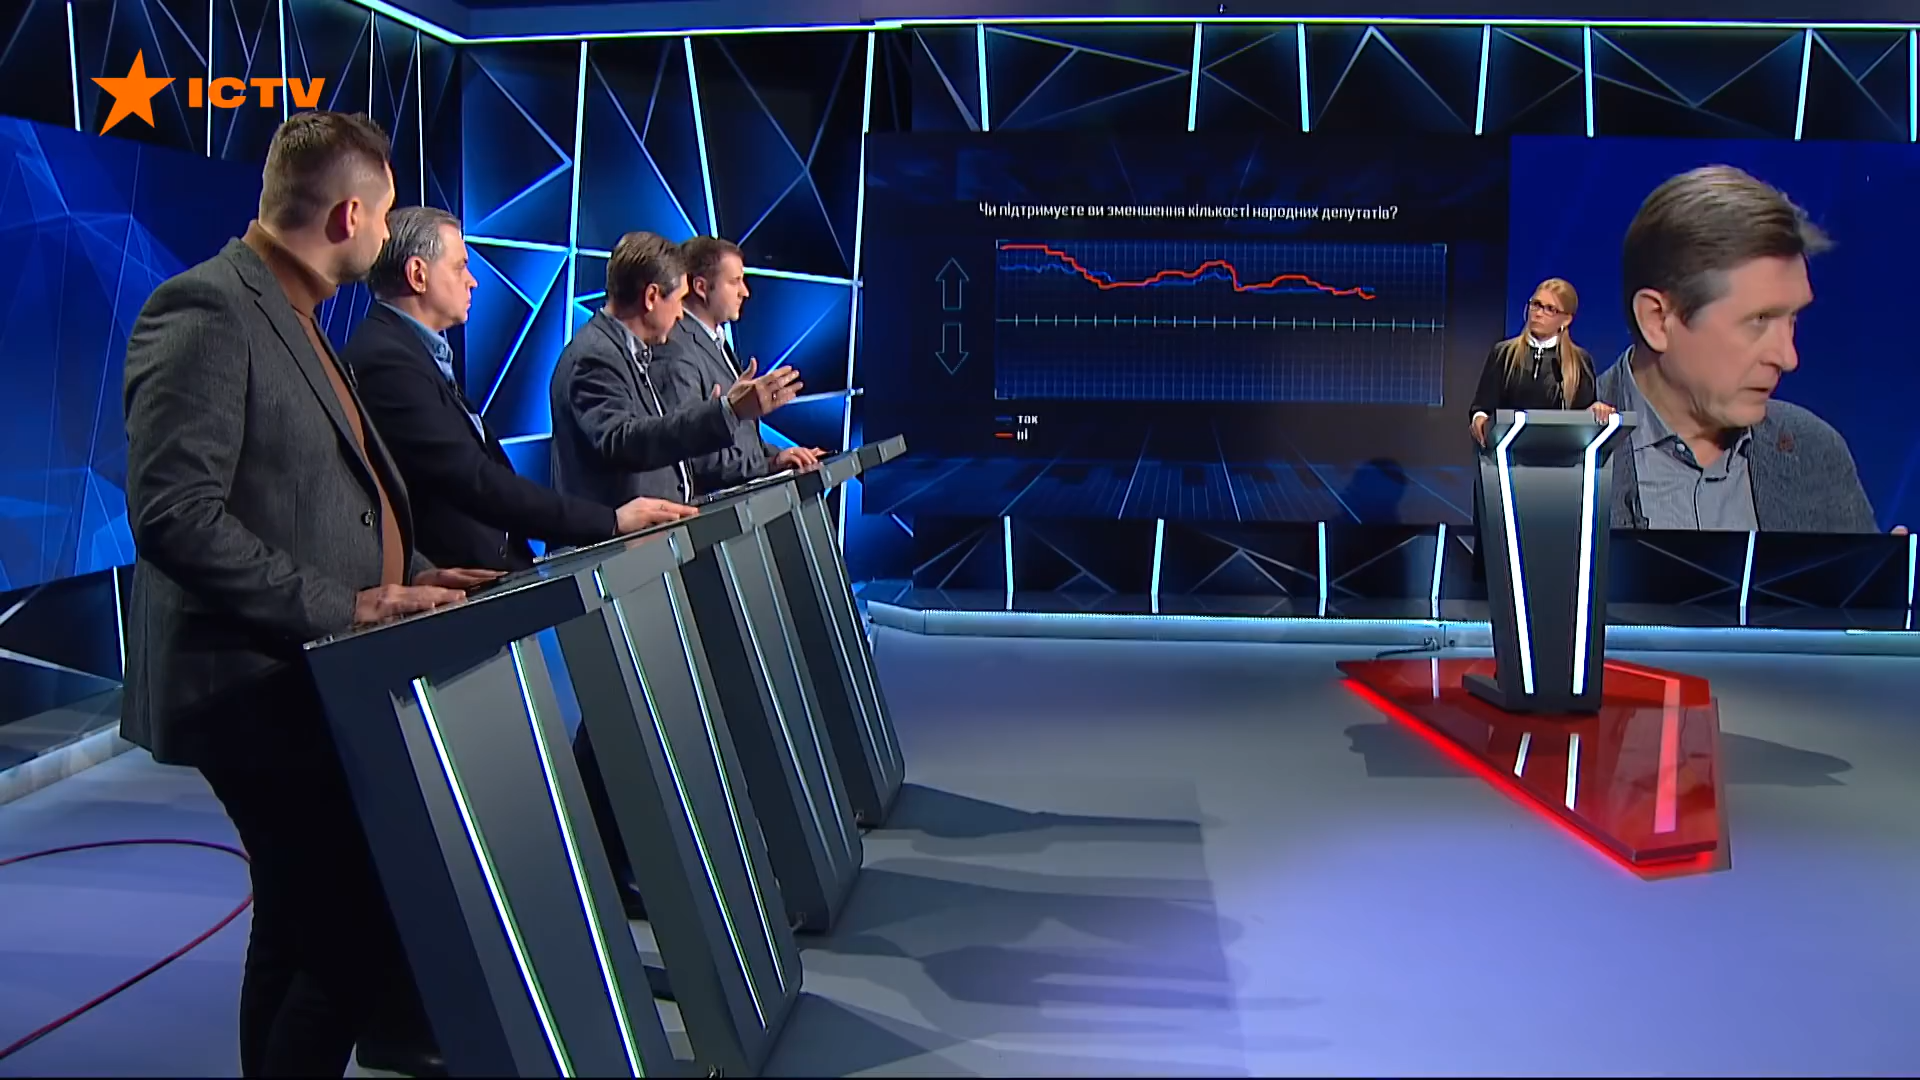 ICTV
Чи підтримуєте ви зменшення кількості народних депутатів?
так
ні